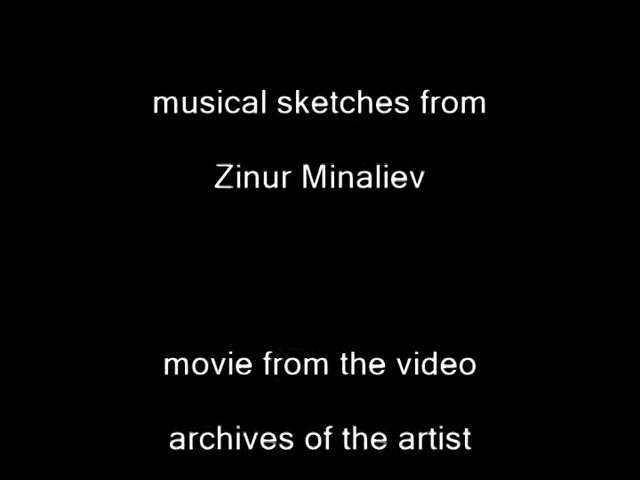 musical sketches from
Zinur Minaliev
movie from the video
archives of the artist